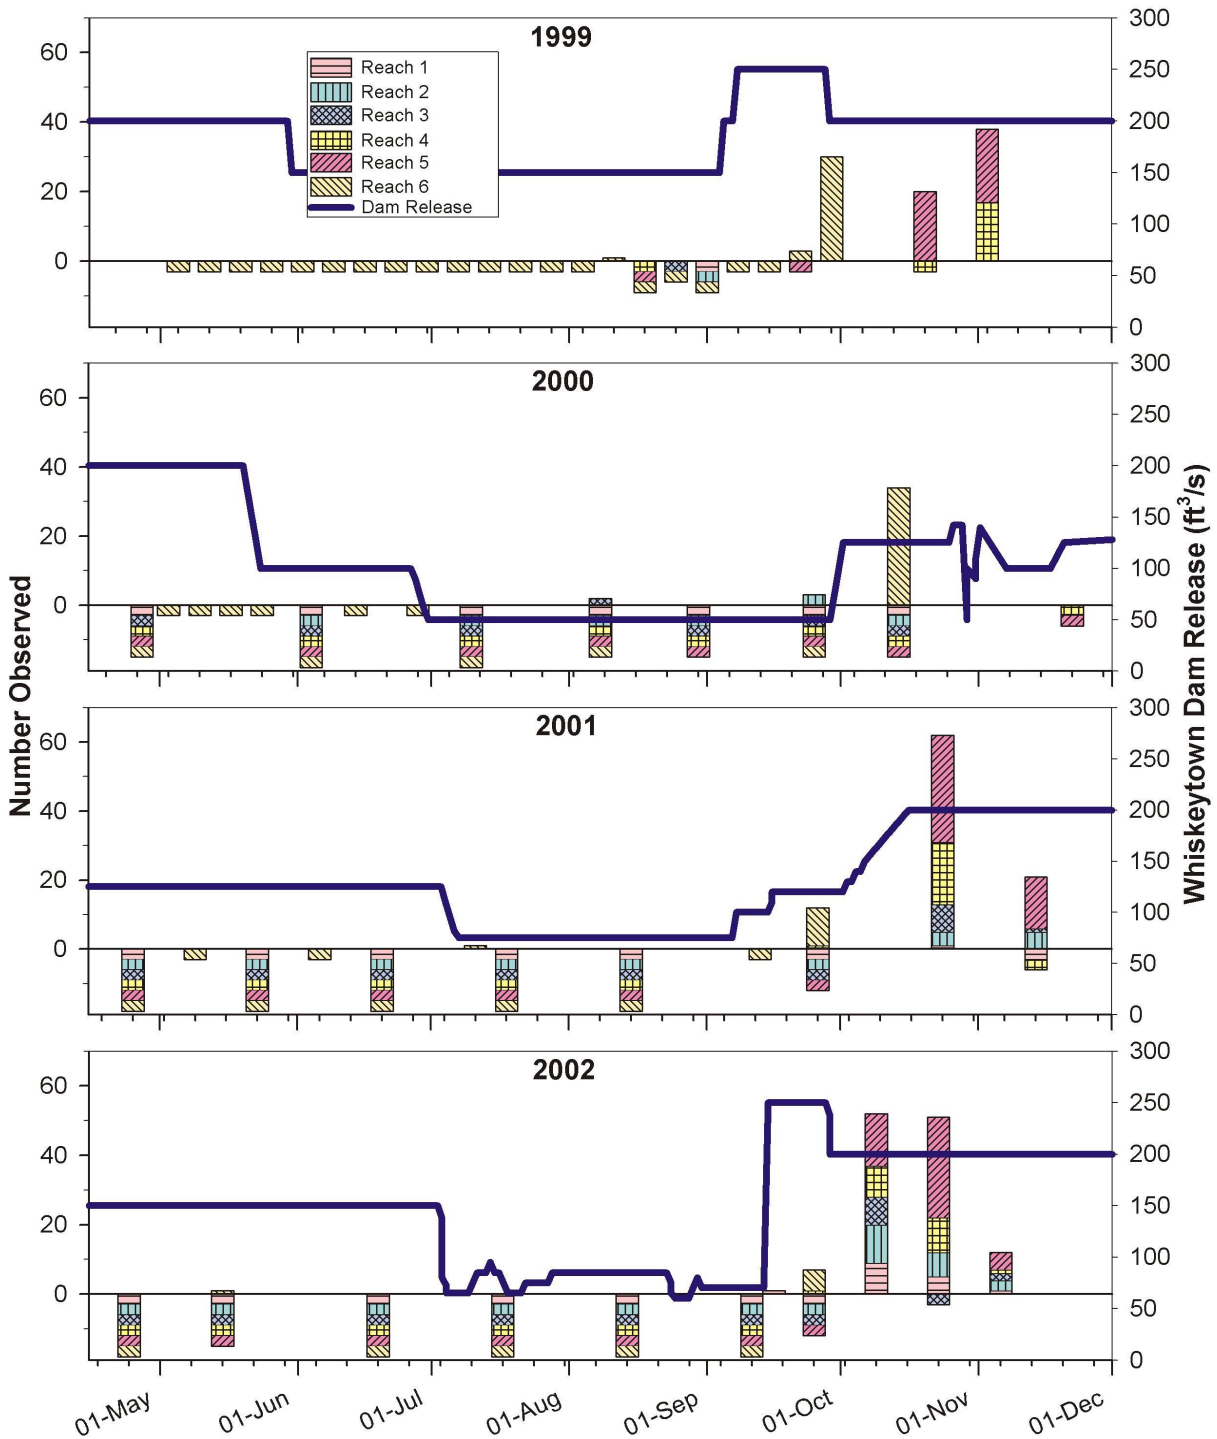 1999
60
40
20
0
300
250
200
150
100
50
0
Reach 1
Reach 2
Reach 3
Reach 4
Reach 5
Reach 6
Dam Release
2000
60
40
20
0
300
250
200
150
100
50
0
Number Observed
Whiskeytown Dam Release (ft³/s)
2001
60
40
20
0
300
250
200
150
100
50
0
2002
60
40
20
0
300
250
200
150
100
50
0
01-May
01-Jun
01-Jul
01-Aug
01-Sep
01-Oct
01-Nov
01-Dec